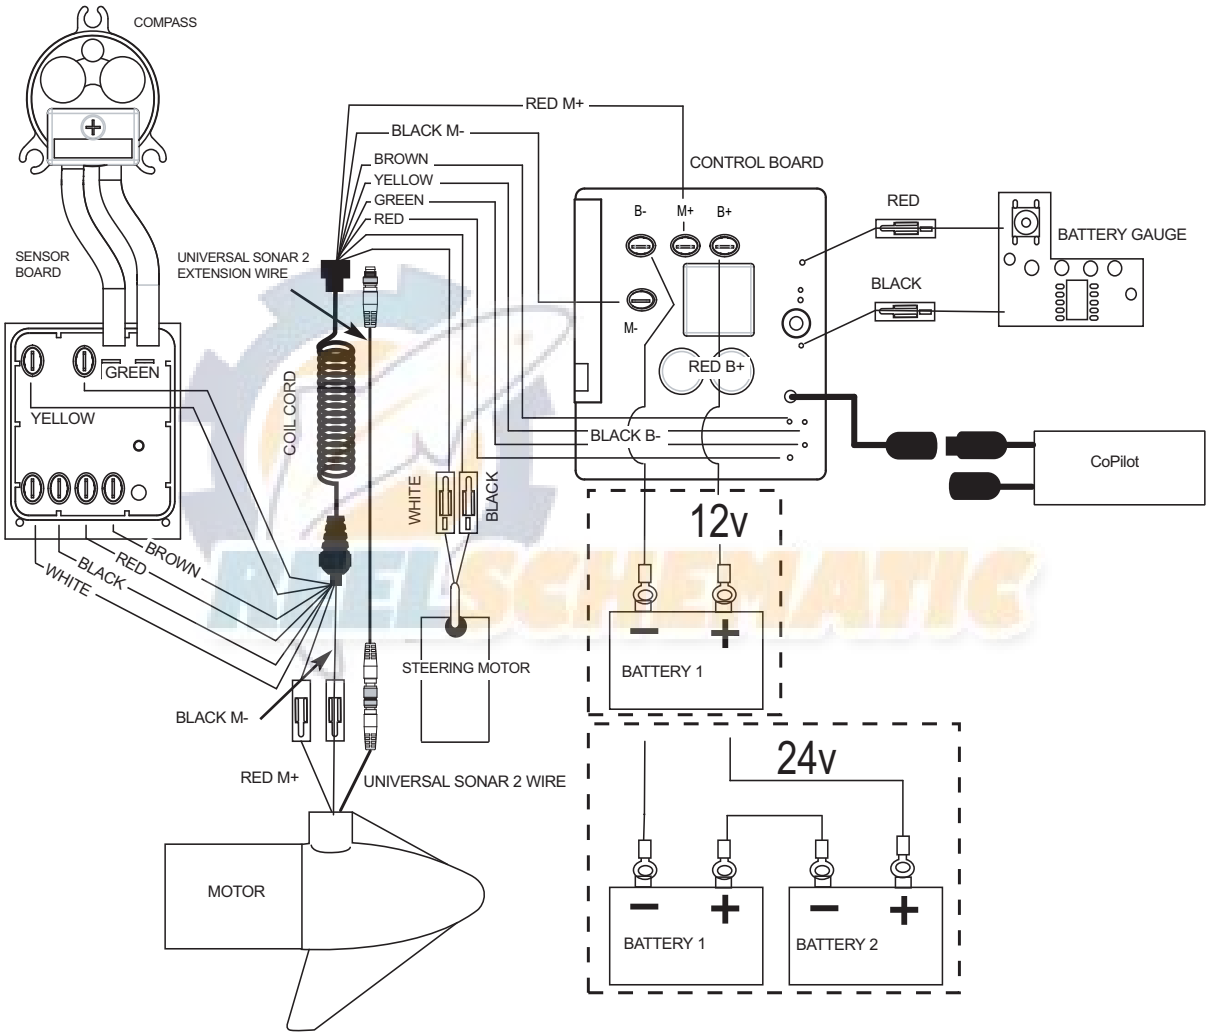 COMPASS
RED M+
BLACK M-
BROWN
YELLOW
GREEN
RED
CONTROL BOARD
B-
M+
B+
M-
RED B+
BLACK B-
RED
BLACK
BATTERY GAUGE
CoPilot
SENSOR
BOARD
UNIVERSAL SONAR 2
EXTENSION WIRE
GREEN
YELLOW
COIL CORD
WHITE
BLACK
BROWN
RED
BLACK
WHITE
REELSCHEMATIC
12v
BATTERY 1
STEERING MOTOR
BLACK M-
RED M+
UNIVERSAL SONAR 2 WIRE
MOTOR
24v
BATTERY 1
BATTERY 2